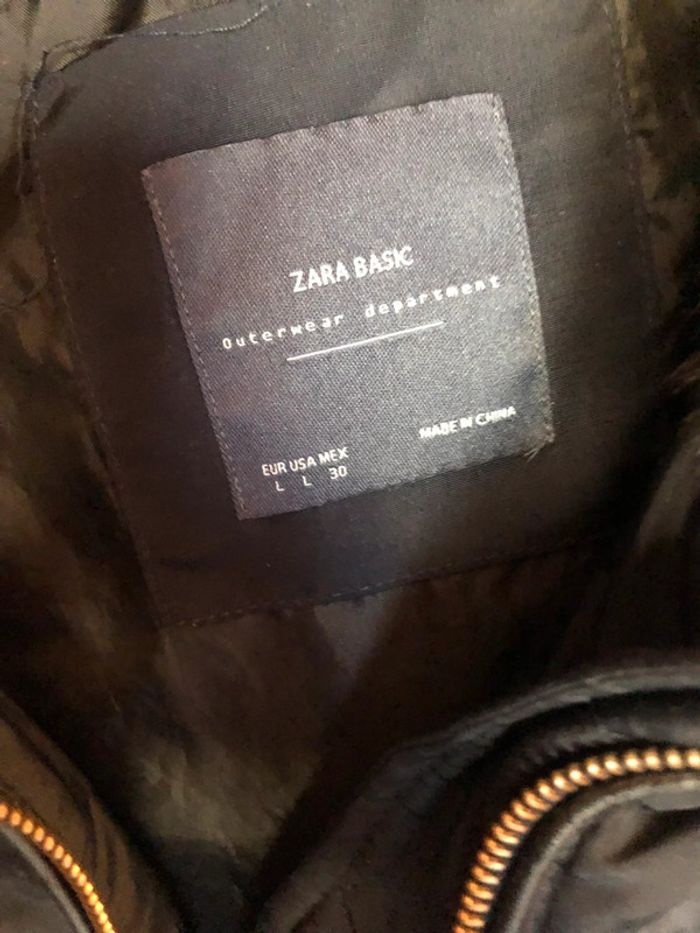 ZARA BASIC
Outerwear department
MADE IN CHINA
EUR USA MEX
L L 30